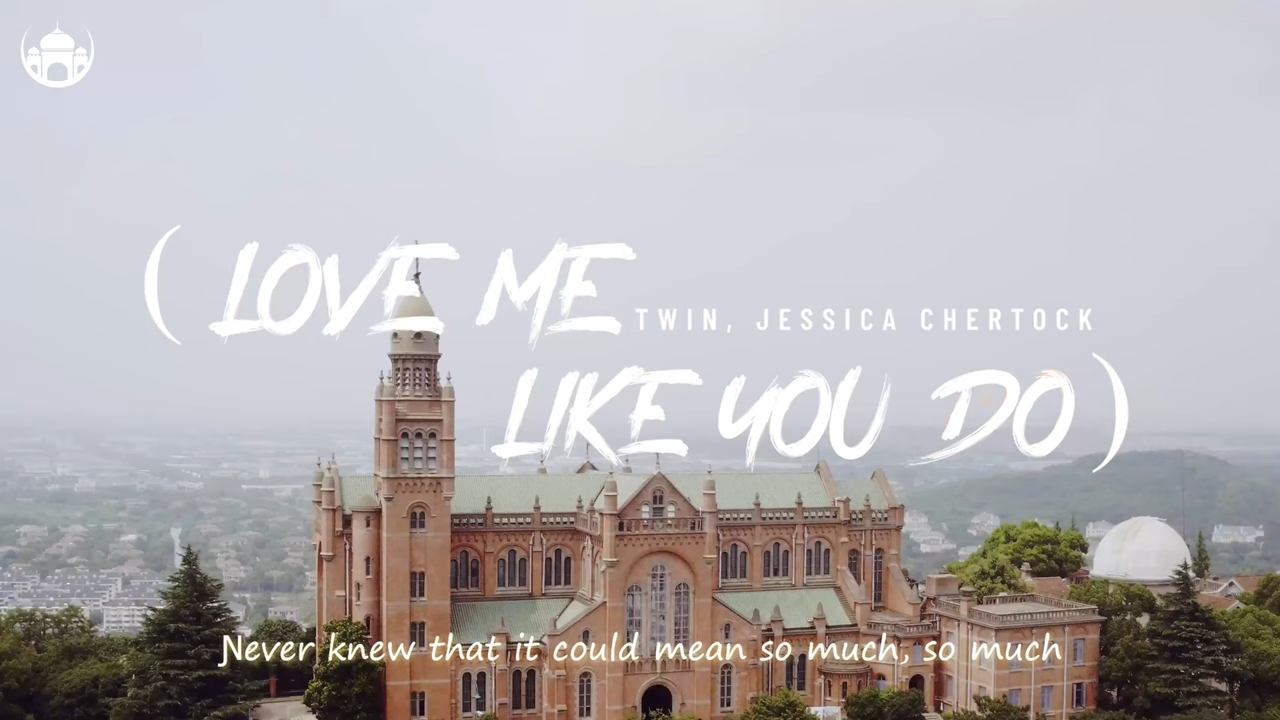 ( LOVE ME
TWIN, JESSICA CHERTOCK
LIKE YOU DO )
Never knew that it could mean so much, so much